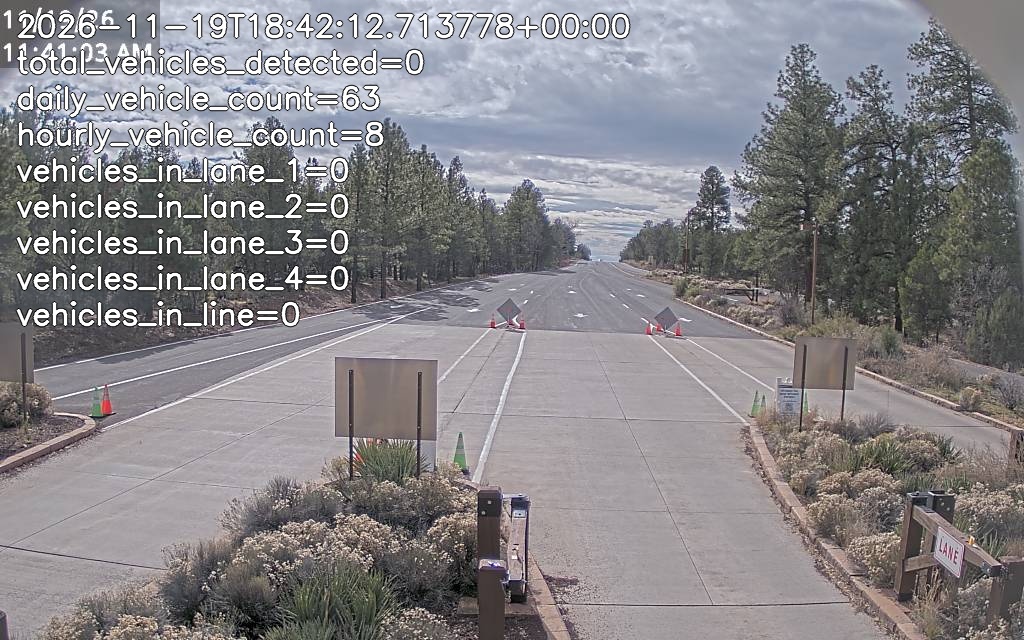 2026-11-19T18:42:12.713778+00:00
11:41:03 AM
total_vehicles_detected=0
daily_vehicle_count=63
hourly_vehicle_count=8
vehicles_in_lane_1=0
vehicles_in_lane_2=0
vehicles_in_lane_3=0
vehicles_in_lane_4=0
vehicles_in_line=0
LANE